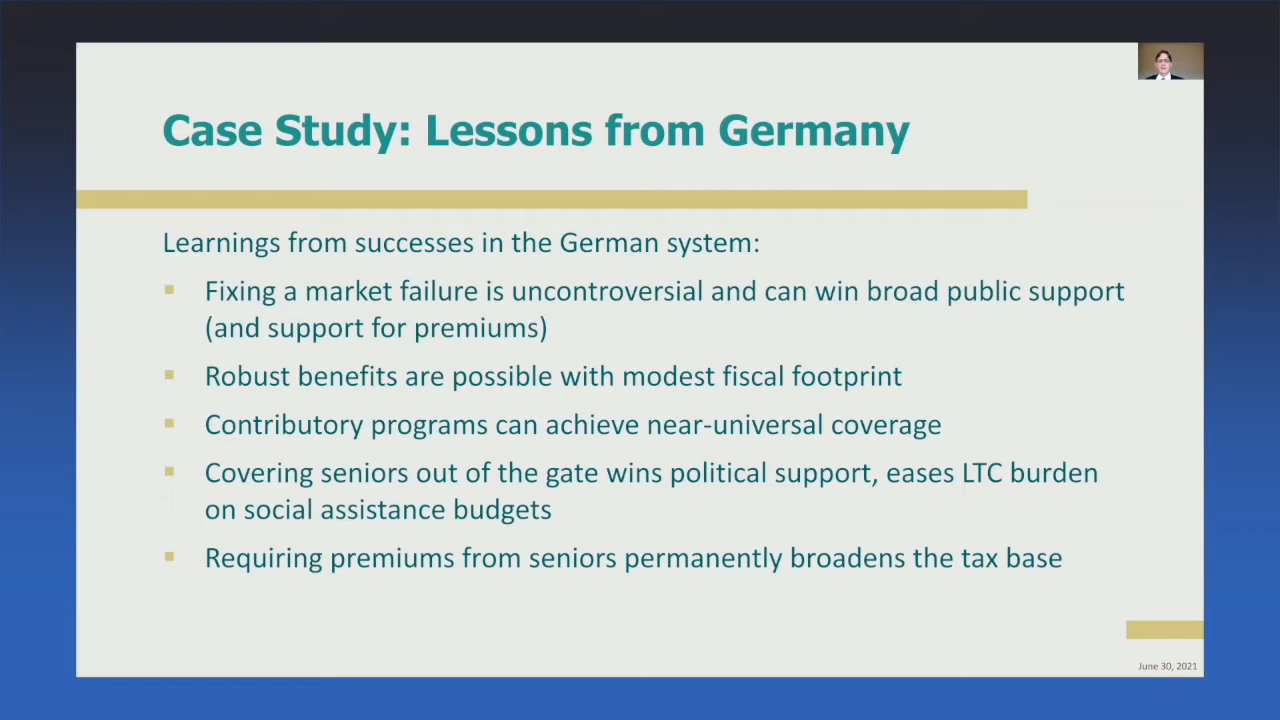 Case Study: Lessons from Germany
Learnings from successes in the German system:
Fixing a market failure is uncontroversial and can win broad public support
(and support for premiums)
Robust benefits are possible with modest fiscal footprint
Contributory programs can achieve near-universal coverage
Covering seniors out of the gate wins political support, eases LTC burden
on social assistance budgets
Requiring premiums from seniors permanently broadens the tax base
June 30, 2021